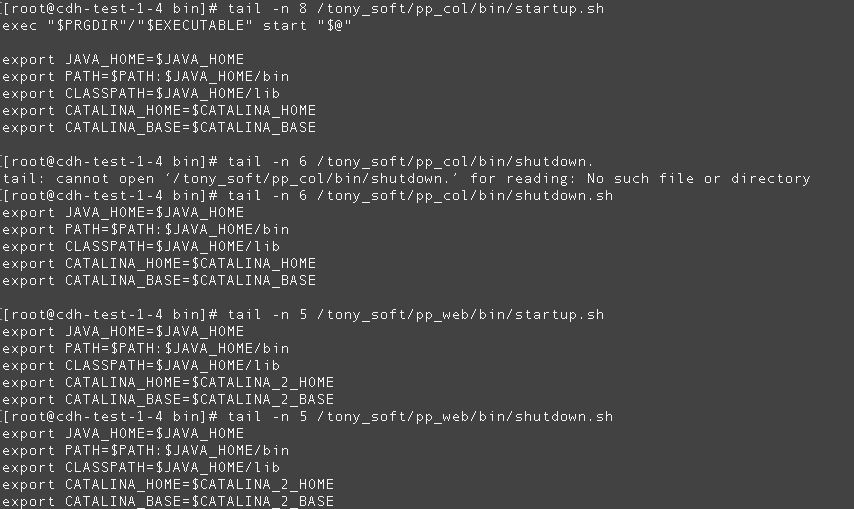 [[root@cdh-test-1-4 bin]# tail -n 8 /tony_soft/pp_col/bin/startup.sh
exec "$PRGDIR"/"$EXECUTABLE" start "$@"
export JAVA_HOME=$JAVA_HOME
export PATH=$PATH:$JAVA_HOME/bin
export CLASSPATH=$JAVA_HOME/lib
export CATALINA_HOME=$CATALINA_HOME
export CATALINA_BASE=$CATALINA_BASE
[[root@cdh-test-1-4 bin]# tail -n 6 /tony_soft/pp_col/bin/shutdown.
tail: cannot open ‘/tony_soft/pp_col/bin/shutdown.’ for reading: No such file or directory
[[root@cdh-test-1-4 bin]# tail -n 6 /tony_soft/pp_col/bin/shutdown.sh
export JAVA_HOME=$JAVA_HOME
export PATH=$PATH:$JAVA_HOME/bin
export CLASSPATH=$JAVA_HOME/lib
export CATALINA_HOME=$CATALINA_HOME
export CATALINA_BASE=$CATALINA_BASE
[[root@cdh-test-1-4 bin]# tail -n 5 /tony_soft/pp_web/bin/startup.sh
export JAVA_HOME=$JAVA_HOME
export PATH=$PATH:$JAVA_HOME/bin
export CLASSPATH=$JAVA_HOME/lib
export CATALINA_HOME=$CATALINA_2_HOME
export CATALINA_BASE=$CATALINA_2_BASE
[[root@cdh-test-1-4 bin]# tail -n 5 /tony_soft/pp_web/bin/shutdown.sh
export JAVA_HOME=$JAVA_HOME
export PATH=$PATH:$JAVA_HOME/bin
export CLASSPATH=$JAVA_HOME/lib
export CATALINA_HOME=$CATALINA_2_HOME
export CATALINA_BASE=$CATALINA_2_BASE